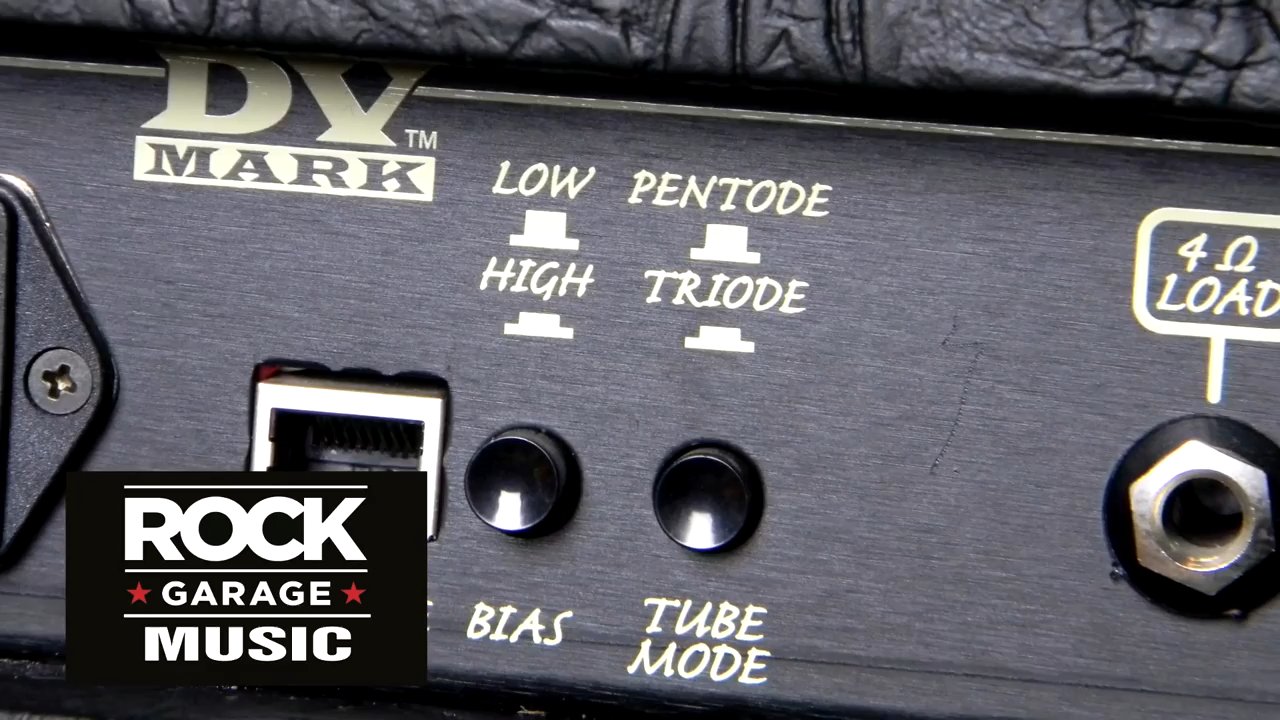 DV
TM
MARK
LOW
HIGH
PENTODE
TRIODE
4 Ω
LOAD
BIAS
TUBE
MODE
ROCK
GARAGE
MUSIC